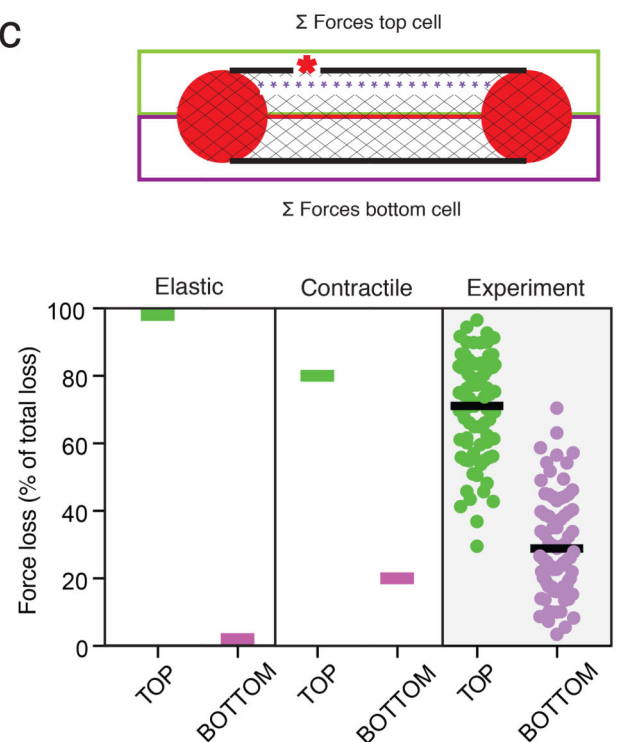 C
Σ Forces top cell
*
Σ Forces bottom cell
Elastic Contractile Experiment
Force loss (% of total loss)
100
80
60
40
20
0
TOP BOTTOM TOP BOTTOM TOP BOTTOM